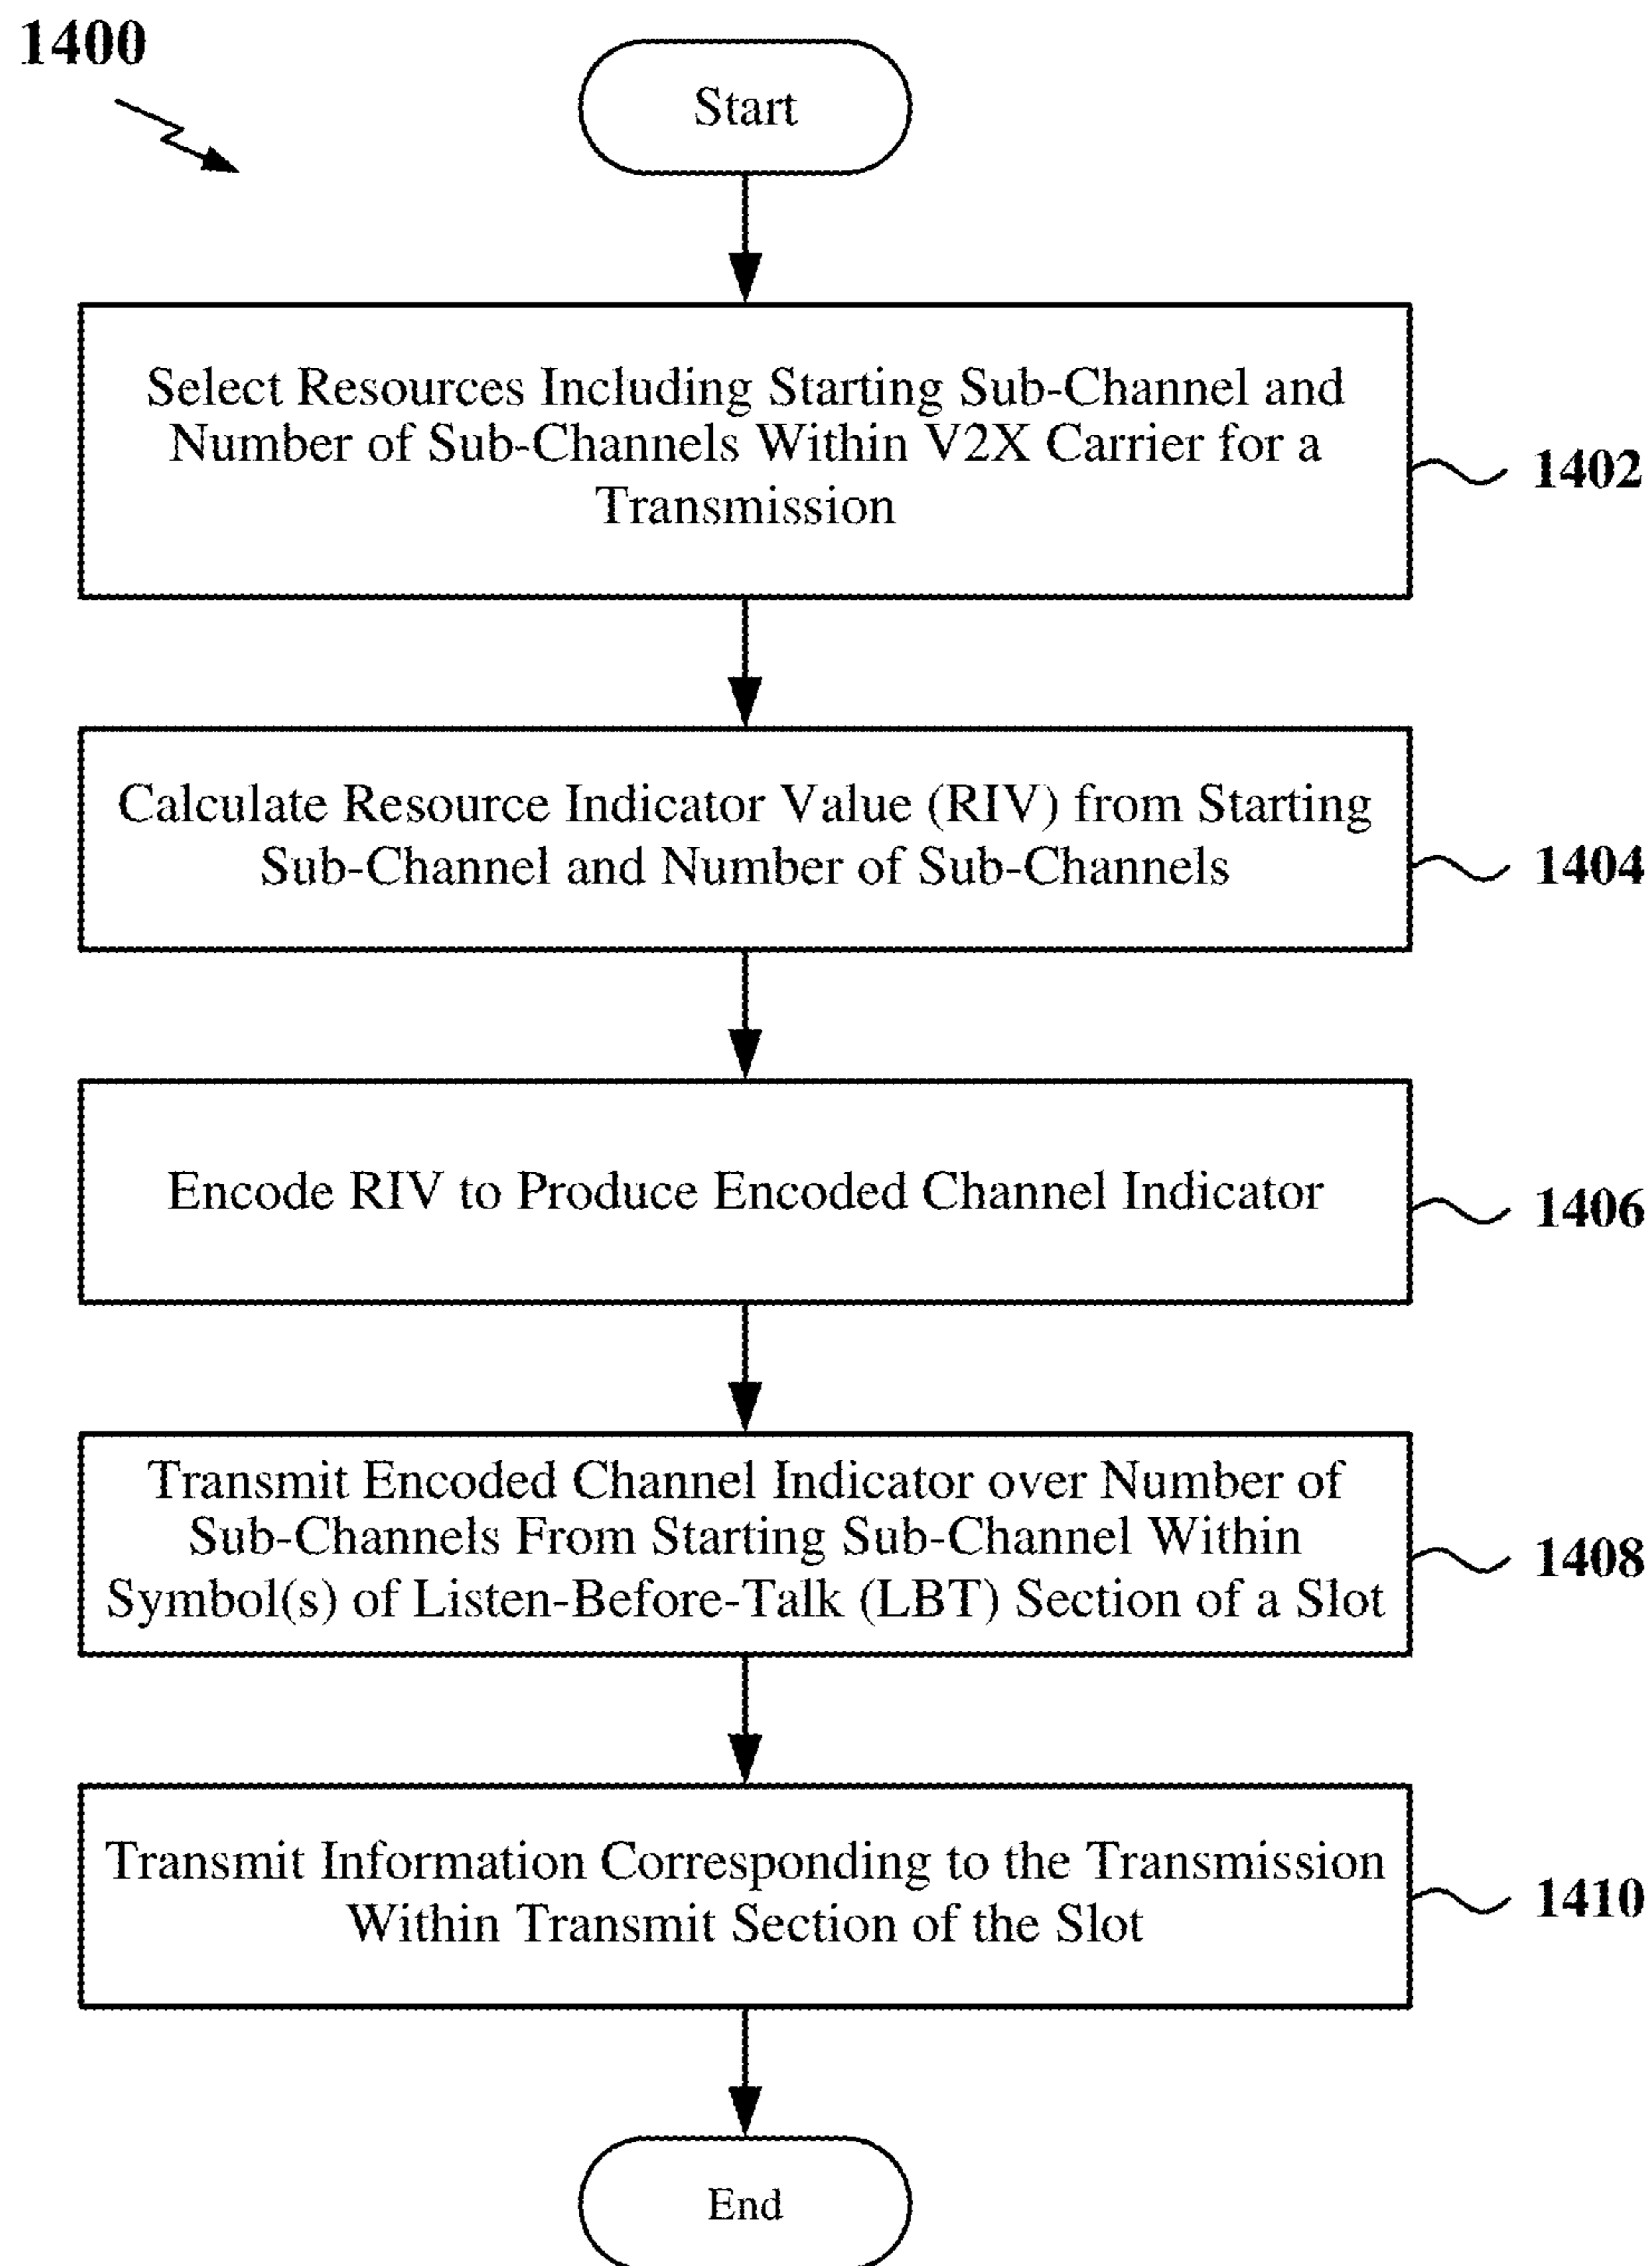 1400
Start
Select Resources Including Starting Sub-Channel and
Number of Sub-Channels Within V2X Carrier for a
Transmission
1402
Calculate Resource Indicator Value (RIV) from Starting
Sub-Channel and Number of Sub-Channels
1404
Encode RIV to Produce Encoded Channel Indicator
1406
Transmit Encoded Channel Indicator over Number of
Sub-Channels From Starting Sub-Channel Within
Symbol(s) of Listen-Before-Talk (LBT) Section of a Slot
1408
Transmit Information Corresponding to the Transmission
Within Transmit Section of the Slot
1410
End